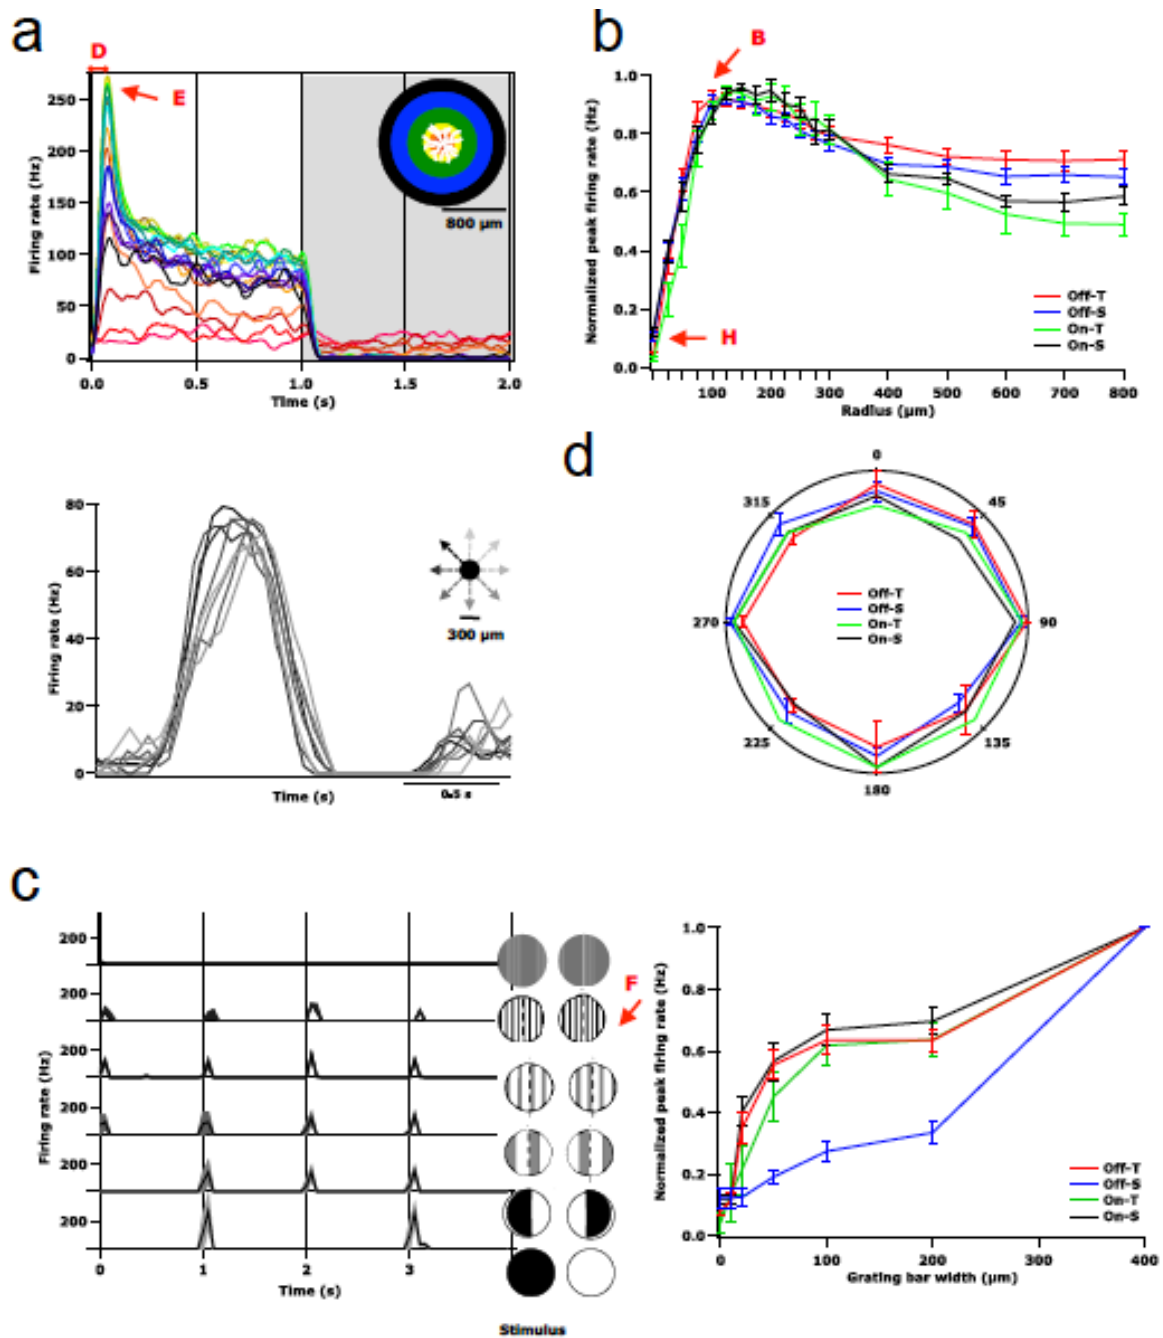 a
D
E
250
200
150
100
50
0
Firing rate (Hz)
800 µm
0.0
0.5
1.0
1.5
2.0
Time (s)
b
B
1.0
0.8
0.6
0.4
0.2
0.0
Normalized peak firing rate (Hz)
H
Off-T
Off-S
On-T
On-S
100
200
300
400
500
600
700
800
Radius (µm)
80
60
40
20
0
Firing rate (Hz)
300 µm
Time (s)
0.5 s
d
0
45
90
135
180
225
270
315
Off-T
Off-S
On-T
On-S
c
200
200
200
200
200
200
Firing rate (Hz)
0
1
2
3
Time (s)
F
Stimulus
1.0
0.8
0.6
0.4
0.2
0.0
Normalized peak firing rate (Hz)
Off-T
Off-S
On-T
On-S
0
100
200
300
400
Grating bar width (µm)